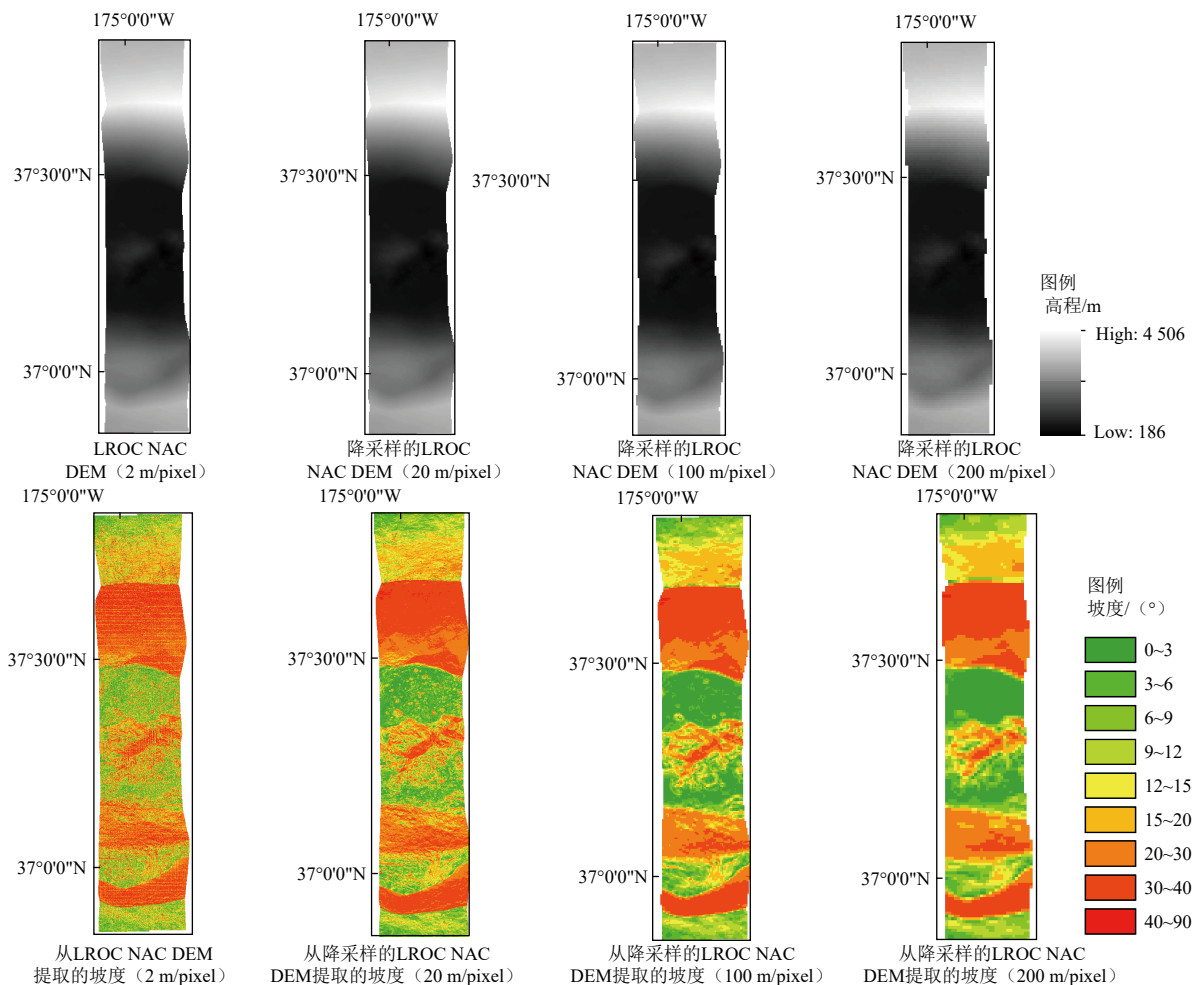 175°0'0"W
175°0'0"W
175°0'0"W
175°0'0"W
37°30'0"N
37°30'0"N
37°30'0"N
37°30'0"N
图例
高程/m
High: 4 506
Low: 186
37°0'0"N
37°0'0"N
37°0'0"N
37°0'0"N
LROC NAC
DEM（2 m/pixel）
降采样的LROC
NAC DEM（20 m/pixel）
降采样的LROC
NAC DEM（100 m/pixel）
降采样的LROC
NAC DEM（200 m/pixel）
175°0'0"W
175°0'0"W
175°0'0"W
175°0'0"W
37°30'0"N
37°30'0"N
37°30'0"N
37°30'0"N
37°0'0"N
37°0'0"N
37°0'0"N
37°0'0"N
图例
坡度/（°）
0~3
3~6
6~9
9~12
12~15
15~20
20~30
30~40
40~90
从LROC NAC DEM
提取的坡度（2 m/pixel）
从降采样的LROC NAC
DEM提取的坡度（20 m/pixel）
从降采样的LROC NAC
DEM提取的坡度（100 m/pixel）
从降采样的LROC NAC
DEM提取的坡度（200 m/pixel）